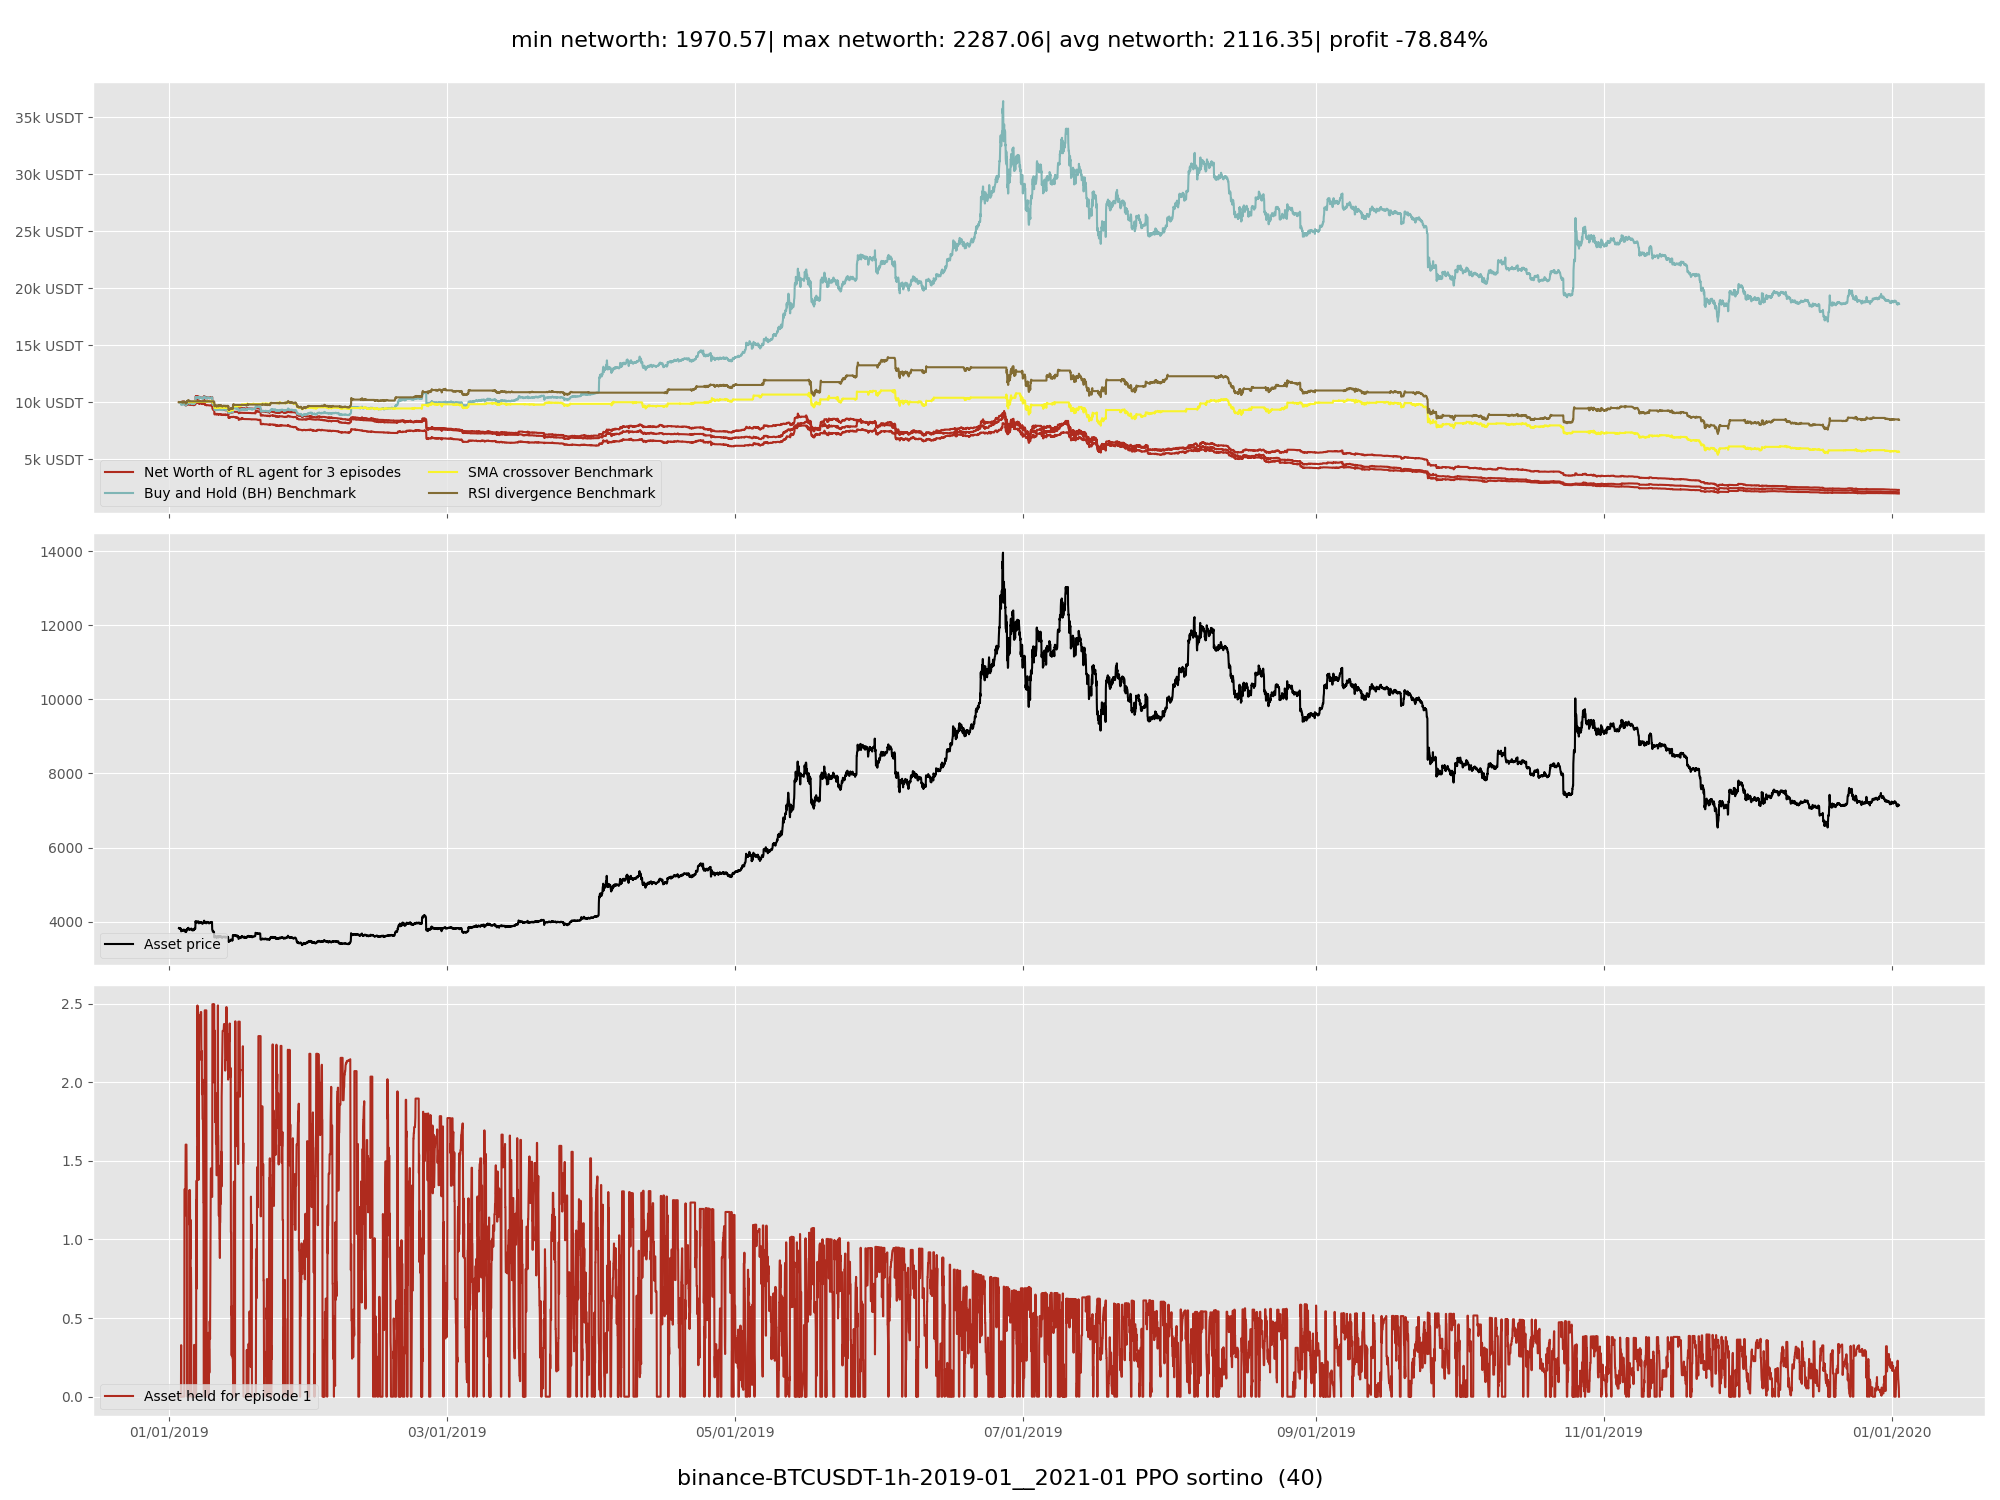 min networth: 1970.57| max networth: 2287.06| avg networth: 2116.35| profit -78.84%
35k USDT
30k USDT
25k USDT
20k USDT
15k USDT
10k USDT
5k USDT
Net Worth of RL agent for 3 episodes
Buy and Hold (BH) Benchmark
SMA crossover Benchmark
RSI divergence Benchmark
14000
12000
10000
8000
6000
4000
Asset price
2.5
2.0
1.5
1.0
0.5
0.0
Asset held for episode 1
01/01/2019 03/01/2019 05/01/2019 07/01/2019 09/01/2019 11/01/2019 01/01/2020
binance-BTCUSDT-1h-2019-01__2021-01 PPO sortino (40)